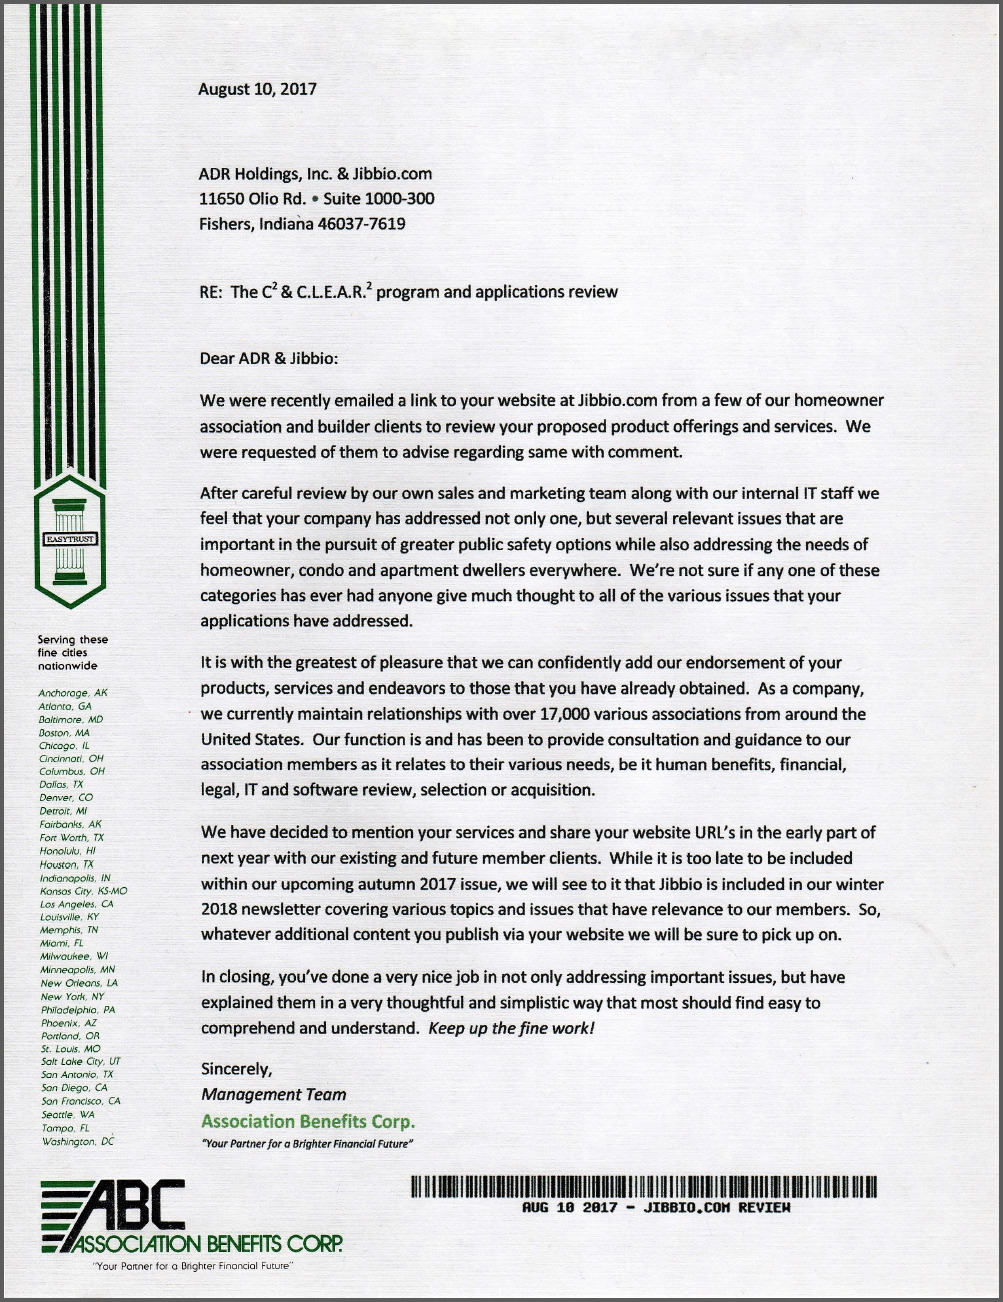 August 10, 2017
ADR Holdings, Inc. & Jibbio.com
11650 Olio Rd. • Suite 1000-300
Fishers, Indiana 46037-7619
RE: The C² & C.L.E.A.R.² program and applications review
Dear ADR & Jibbio:
We were recently emailed a link to your website at Jibbio.com from a few of our homeowner
association and builder clients to review your proposed product offerings and services. We
were requested of them to advise regarding same with comment.
After careful review by our own sales and marketing team along with our internal IT staff we
feel that your company has addressed not only one, but several relevant issues that are
important in the pursuit of greater public safety options while also addressing the needs of
homeowner, condo and apartment dwellers everywhere. We're not sure if any one of these
categories has ever had anyone give much thought to all of the various issues that your
applications have addressed.
It is with the greatest of pleasure that we can confidently add our endorsement of your
products, services and endeavors to those that you have already obtained. As a company,
we currently maintain relationships with over 17,000 various associations from around the
United States. Our function is and has been to provide consultation and guidance to our
association members as it relates to their various needs, be it human benefits, financial,
legal, IT and software review, selection or acquisition.
We have decided to mention your services and share your website URL's in the early part of
next year with our existing and future member clients. While it is too late to be included
within our upcoming autumn 2017 issue, we will see to it that Jibbio is included in our winter
2018 newsletter covering various topics and issues that have relevance to our members. So,
whatever additional content you publish via your website we will be sure to pick up on.
In closing, you've done a very nice job in not only addressing important issues, but have
explained them in a very thoughtful and simplistic way that most should find easy to
comprehend and understand. Keep up the fine work!
Sincerely,
Management Team
Association Benefits Corp.
"Your Partner for a Brighter Financial Future"
EASYTRUST
Serving these
fine cities
nationwide
Anchorage, AK
Atlanta, GA
Baltimore, MD
Boston, MA
Chicago, IL
Cincinnati, OH
Columbus, OH
Dallas, TX
Denver, CO
Detroit, MI
Fairbanks, AK
Fort Worth, TX
Honolulu, HI
Houston, TX
Indianapolis, IN
Kansas City, KS-MO
Los Angeles, CA
Louisville, KY
Memphis, TN
Miami, FL
Milwaukee, WI
Minneapolis, MN
New Orleans, LA
New York, NY
Philadelphia, PA
Phoenix, AZ
Portland, OR
St. Louis, MO
Salt Lake City, UT
San Antonio, TX
San Diego, CA
San Francisco, CA
Seattle, WA
Tampa, FL
Washington, DC
ABC
ASSOCIATION BENEFITS CORP.
"Your Partner for a Brighter Financial Future"
AUG 10 2017 - JIBBIO.COM REVIEW